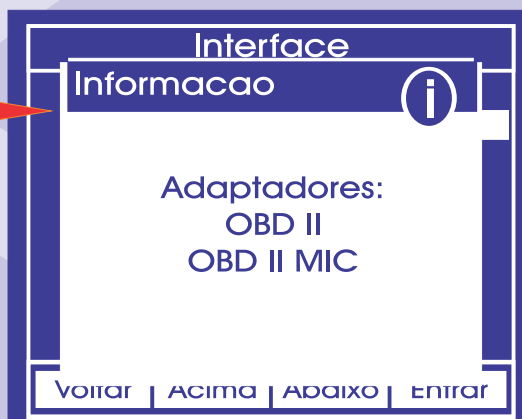 Interface
Informacao
i
Adaptadores:
OBD II
OBD II MIC
Voltar Acima Abaixo Entrar